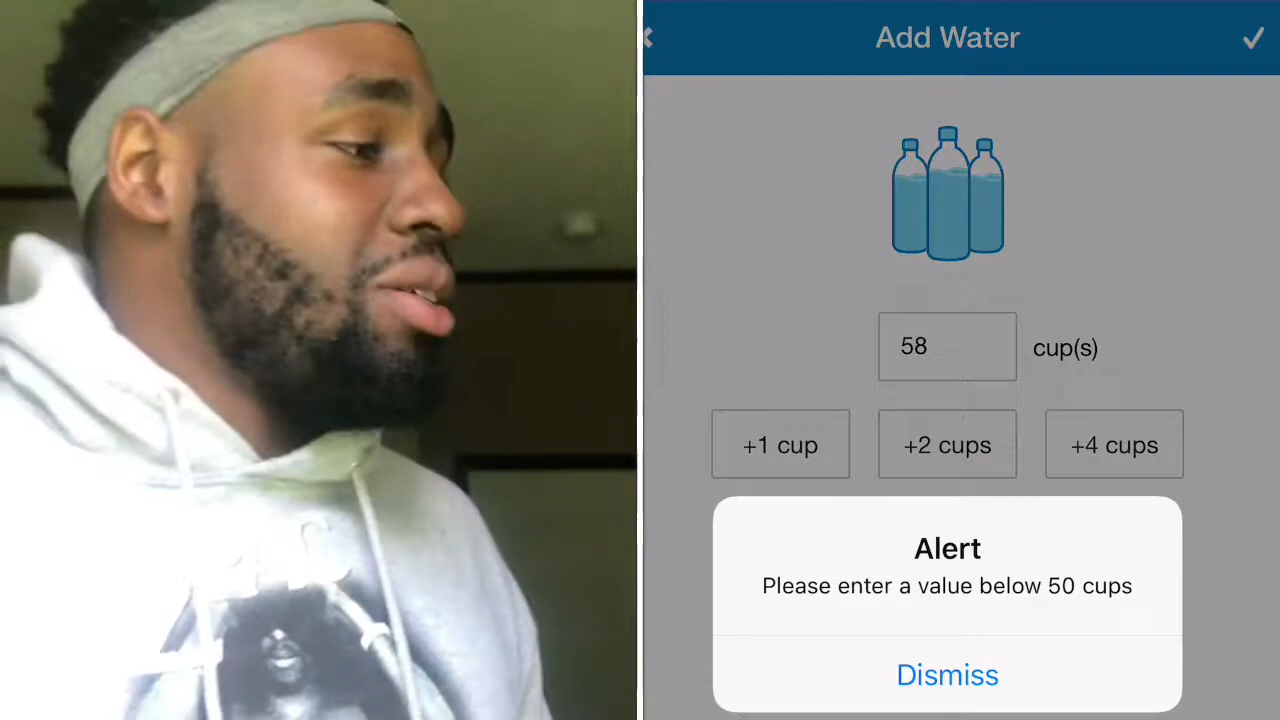 Add Water
58
cup(s)
+1 cup
+2 cups
+4 cups
Alert
Please enter a value below 50 cups
Dismiss